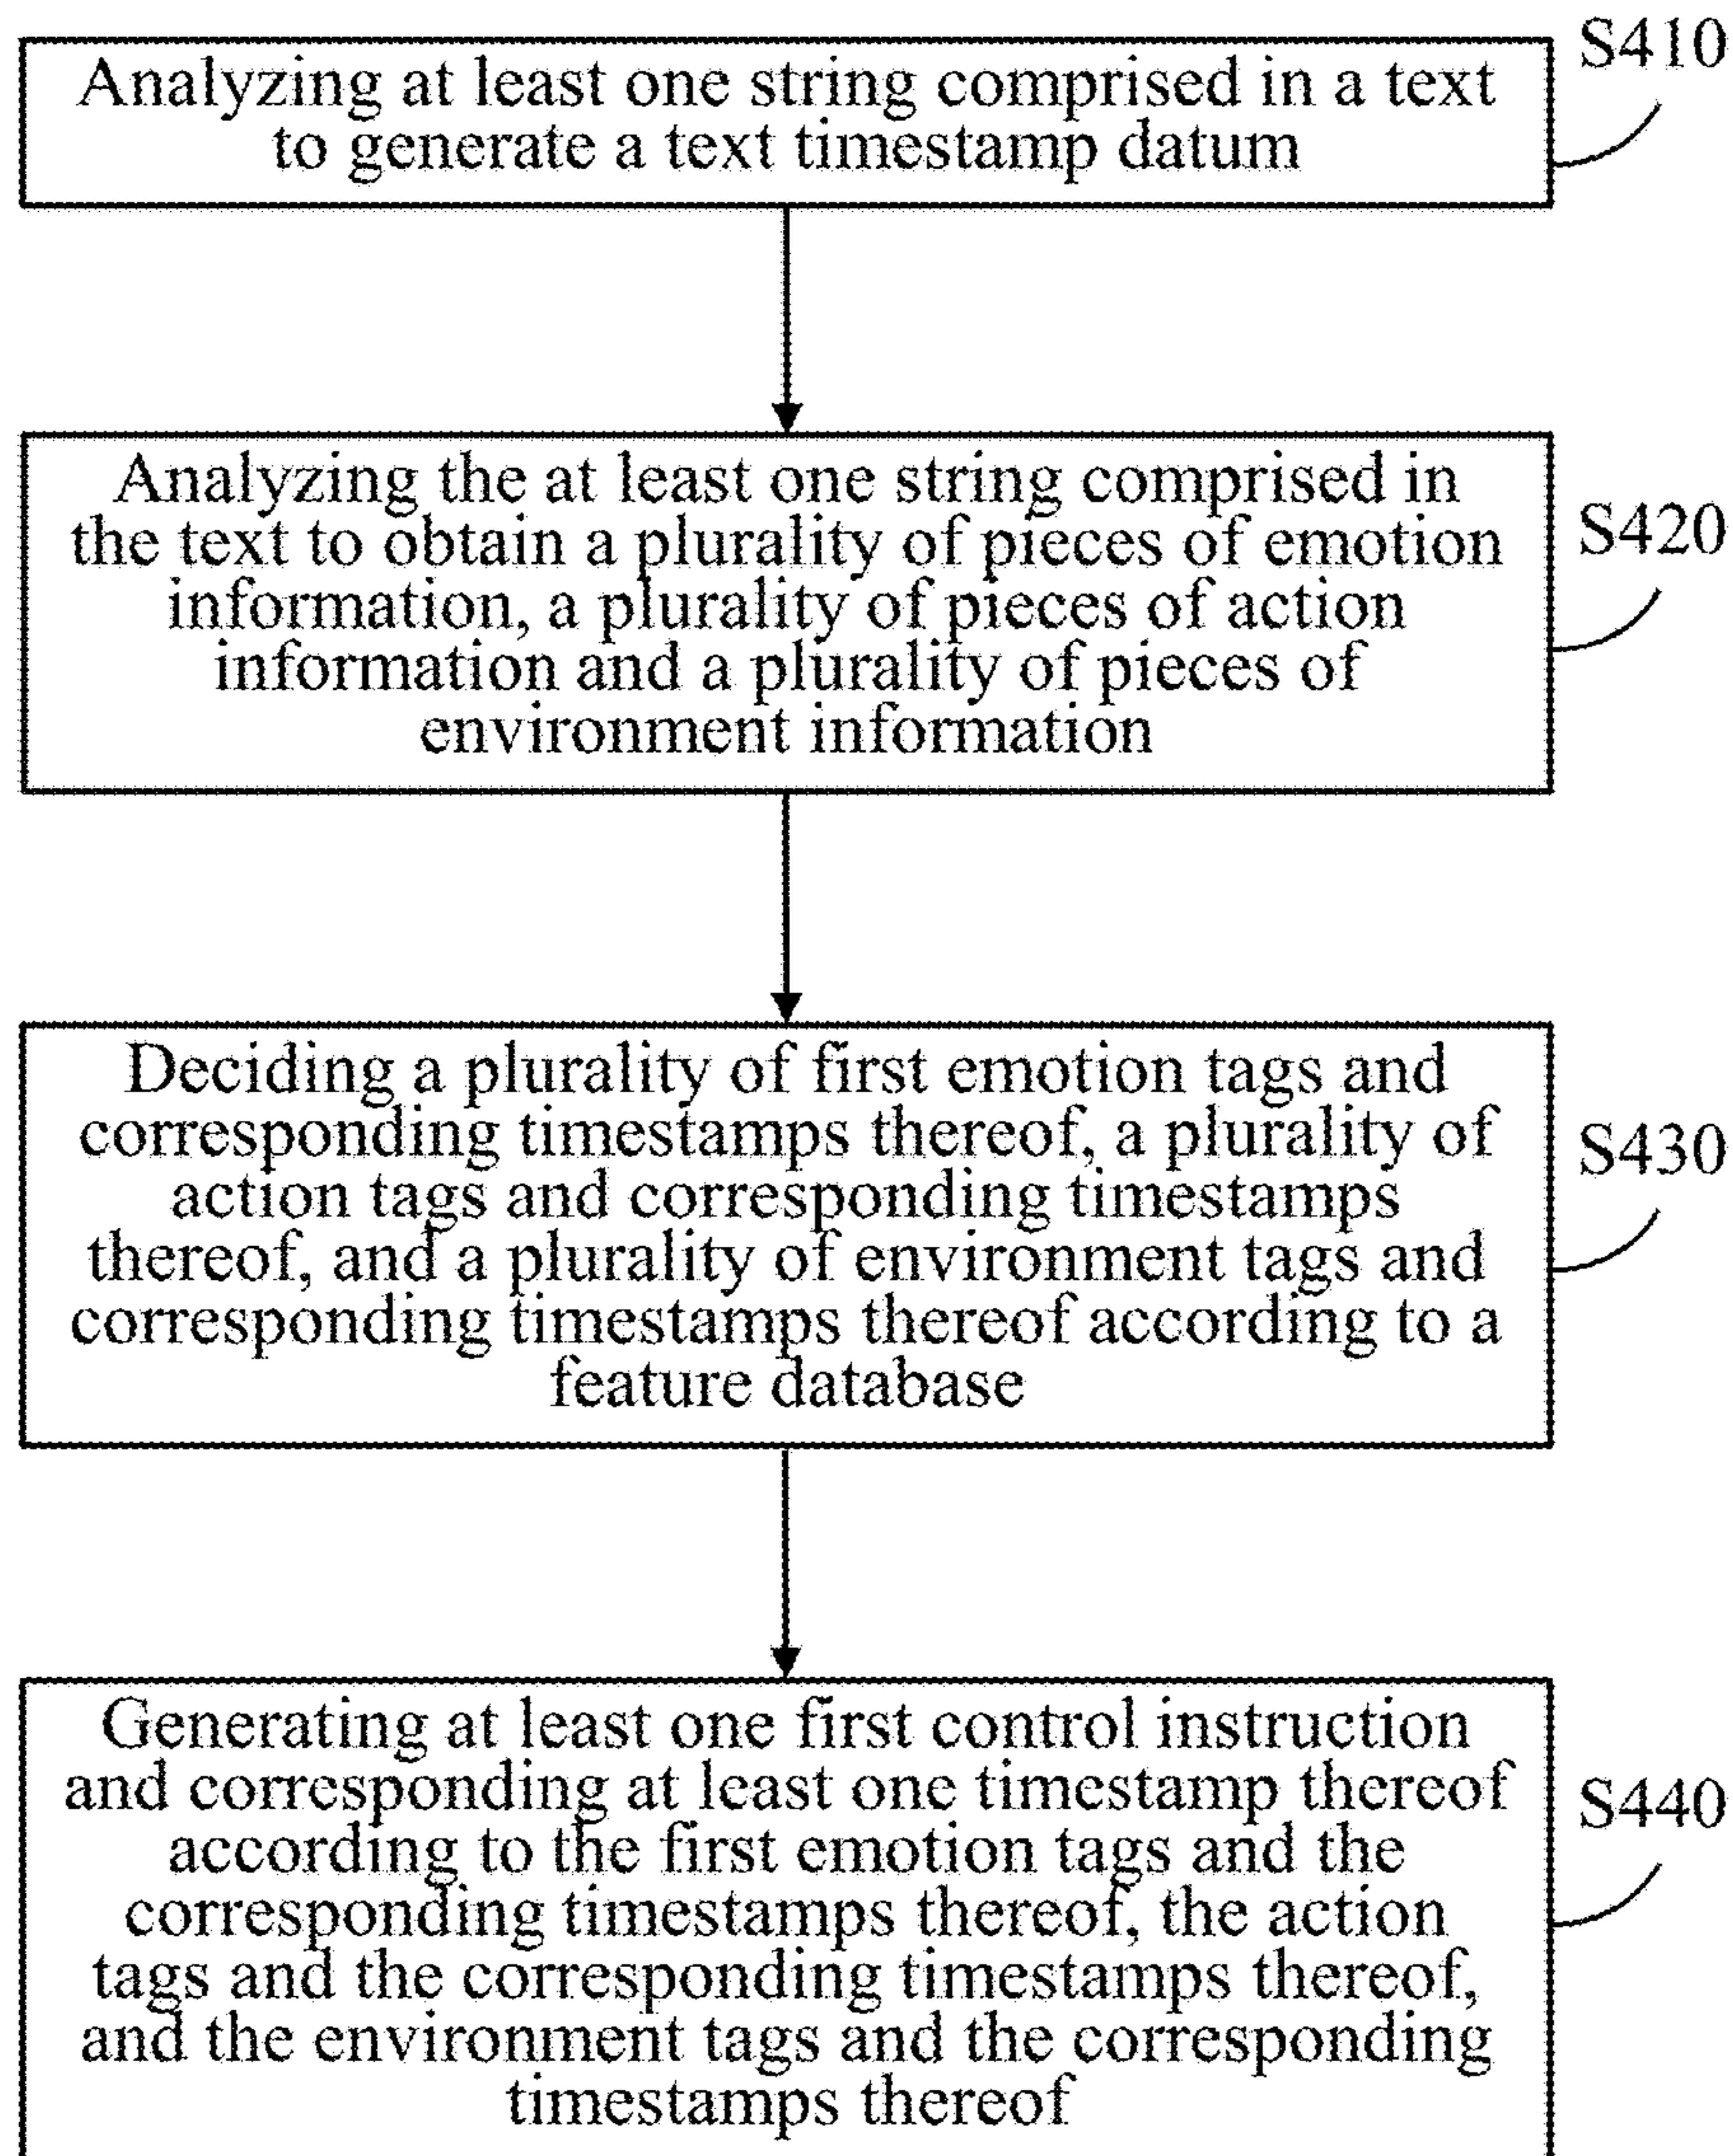 S410
Analyzing at least one string comprised in a text
to generate a text timestamp datum
Analyzing the at least one string comprised in
the text to obtain a plurality of pieces of emotion
information, a plurality of pieces of action
information and a plurality of pieces of
environment information
S420
Deciding a plurality of first emotion tags and
corresponding timestamps thereof, a plurality of
action tags and corresponding timestamps
thereof, and a plurality of environment tags and
corresponding timestamps thereof according to a
feature database
S430
Generating at least one first control instruction
and corresponding at least one timestamp thereof
according to the first emotion tags and the
corresponding timestamps thereof, the action
tags and the corresponding timestamps thereof,
and the environment tags and the corresponding
timestamps thereof
S440